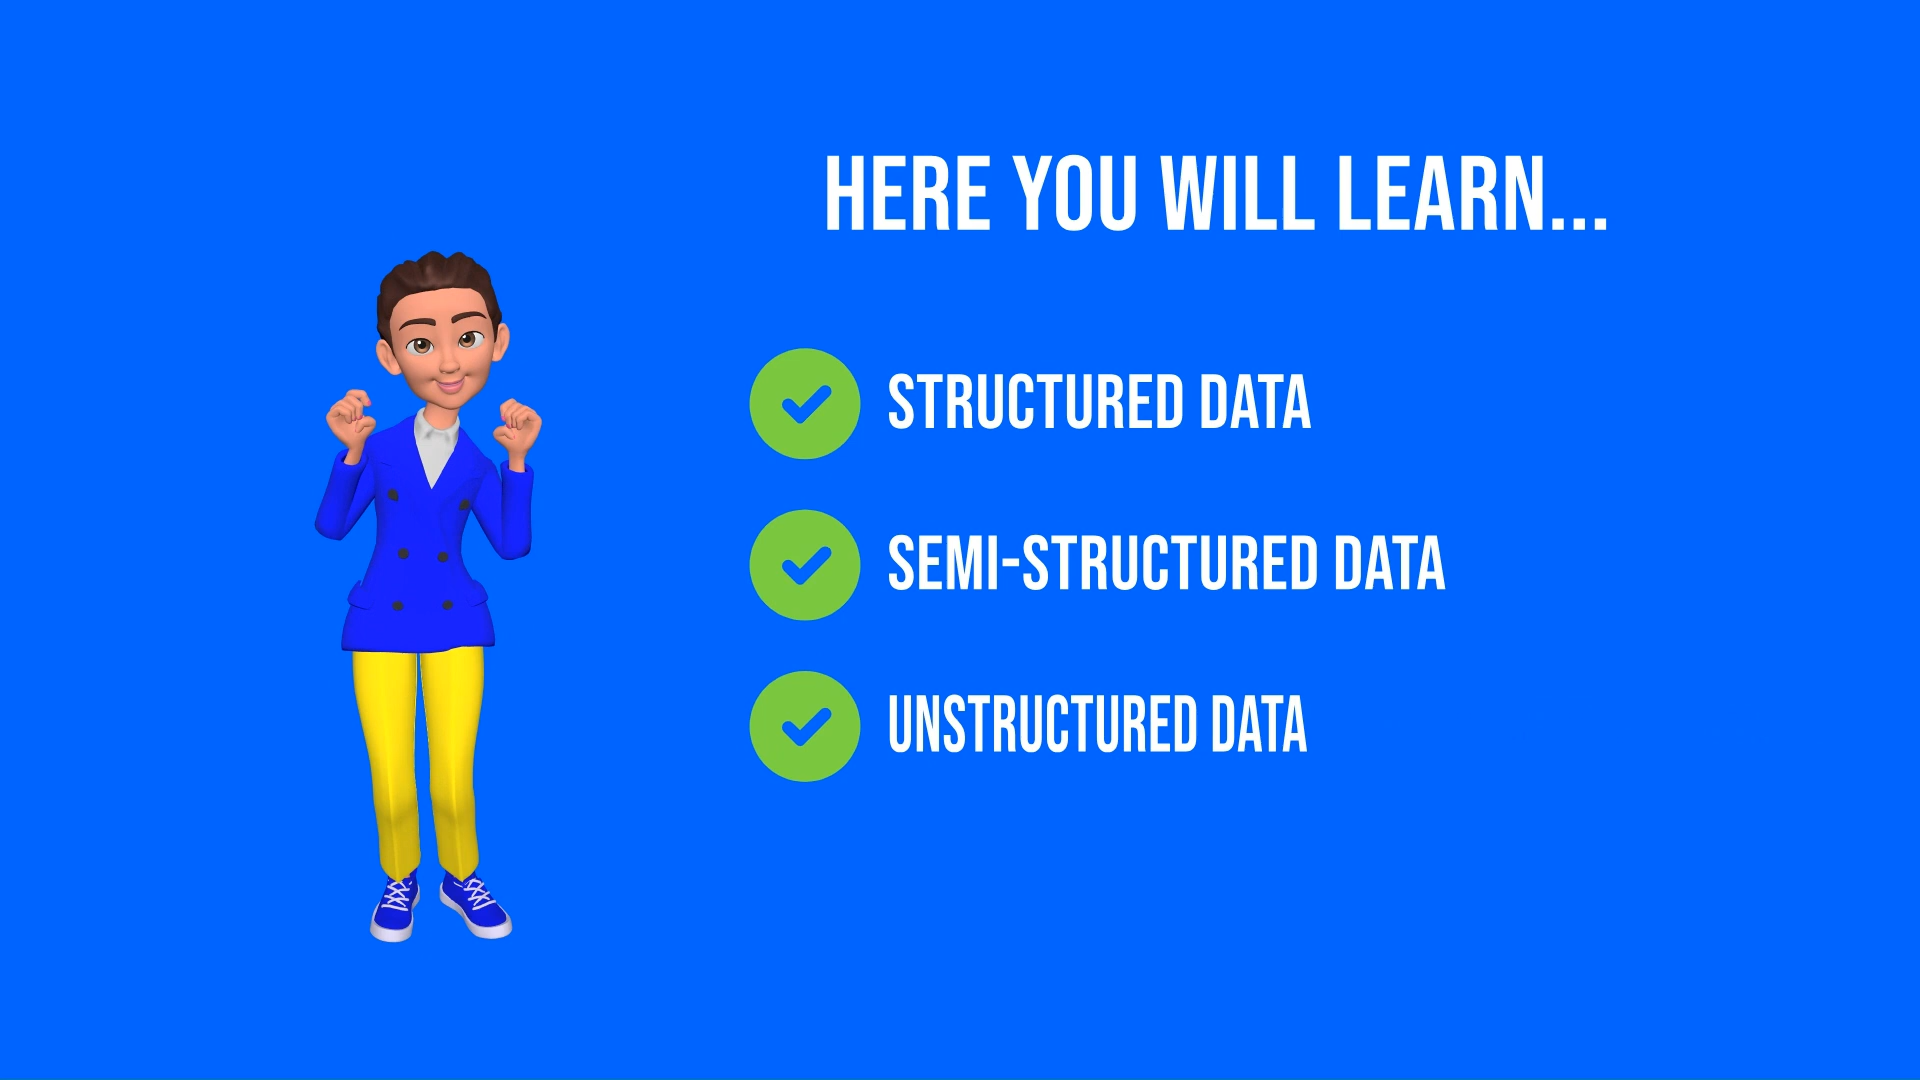 HERE YOU WILL LEARN...
STRUCTURED DATA
SEMI-STRUCTURED DATA
UNSTRUCTURED DATA